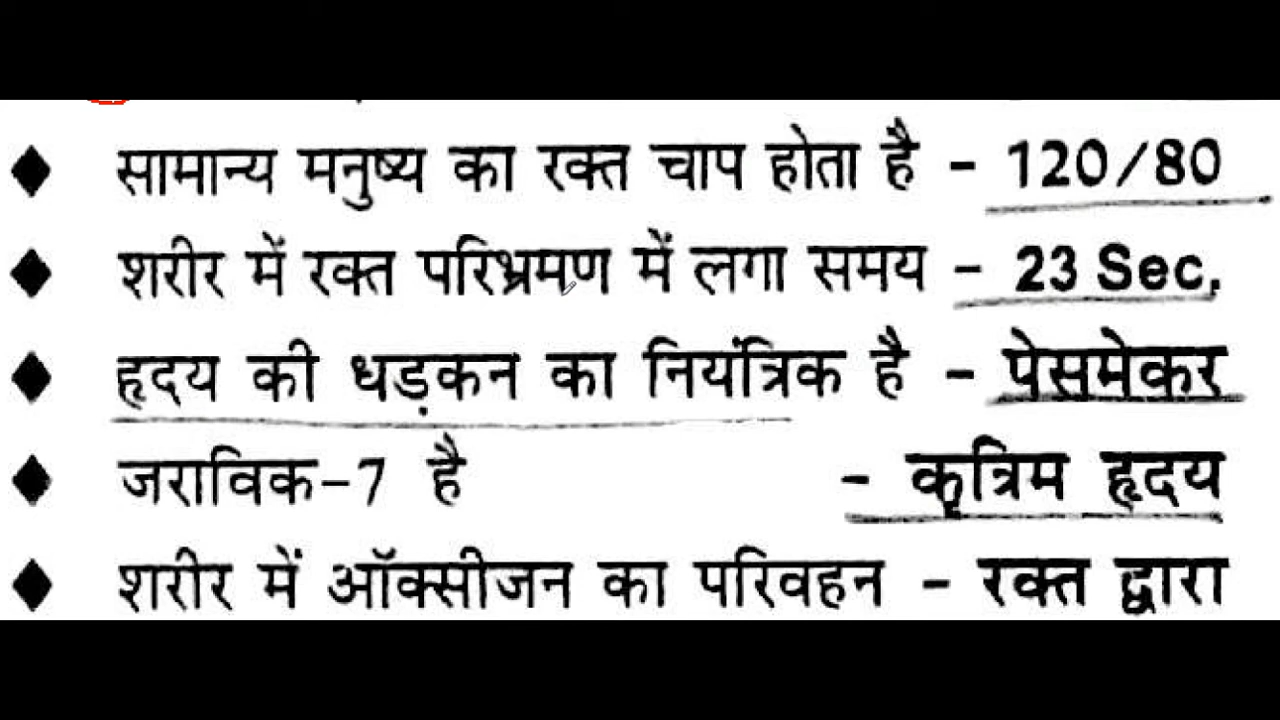 ◆ सामान्य मनुष्य का रक्त चाप होता है - 120/80
◆ शरीर में रक्त परिभ्रमण में लगा समय - 23 Sec.
◆ हृदय की धड़कन का नियंत्रिक है - पेसमेकर
◆ जराविक-7 है - कृत्रिम हृदय
◆ शरीर में ऑक्सीजन का परिवहन - रक्त द्वारा